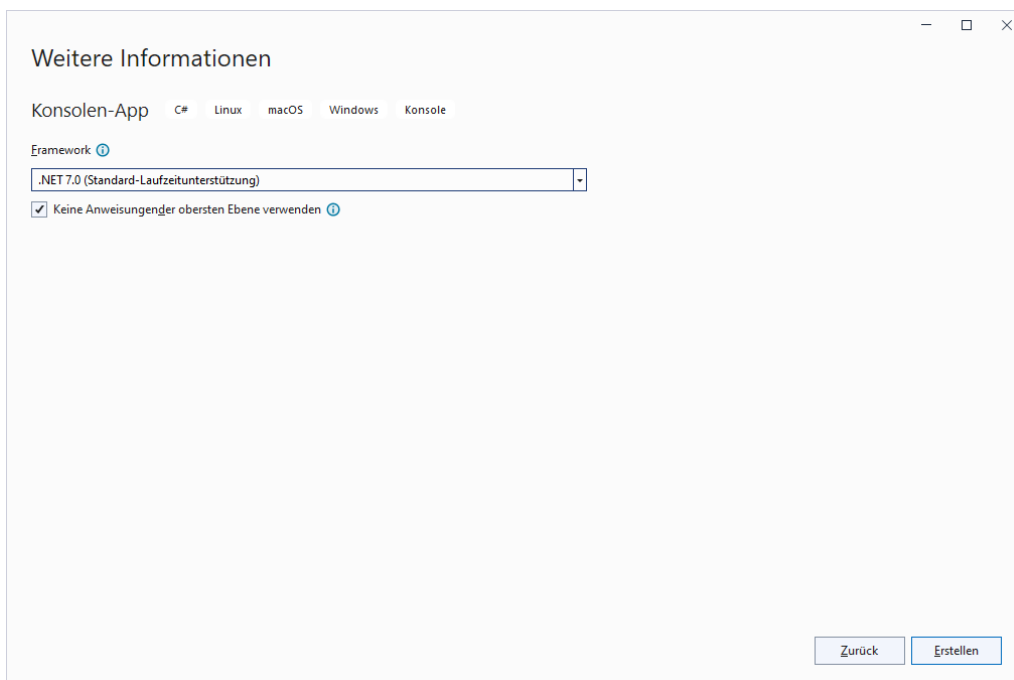 Weitere Informationen
Konsolen-App C# Linux macOS Windows Konsole
Framework
.NET 7.0 (Standard-Laufzeitunterstützung)
Keine Anweisungender obersten Ebene verwenden
Zurück Erstellen